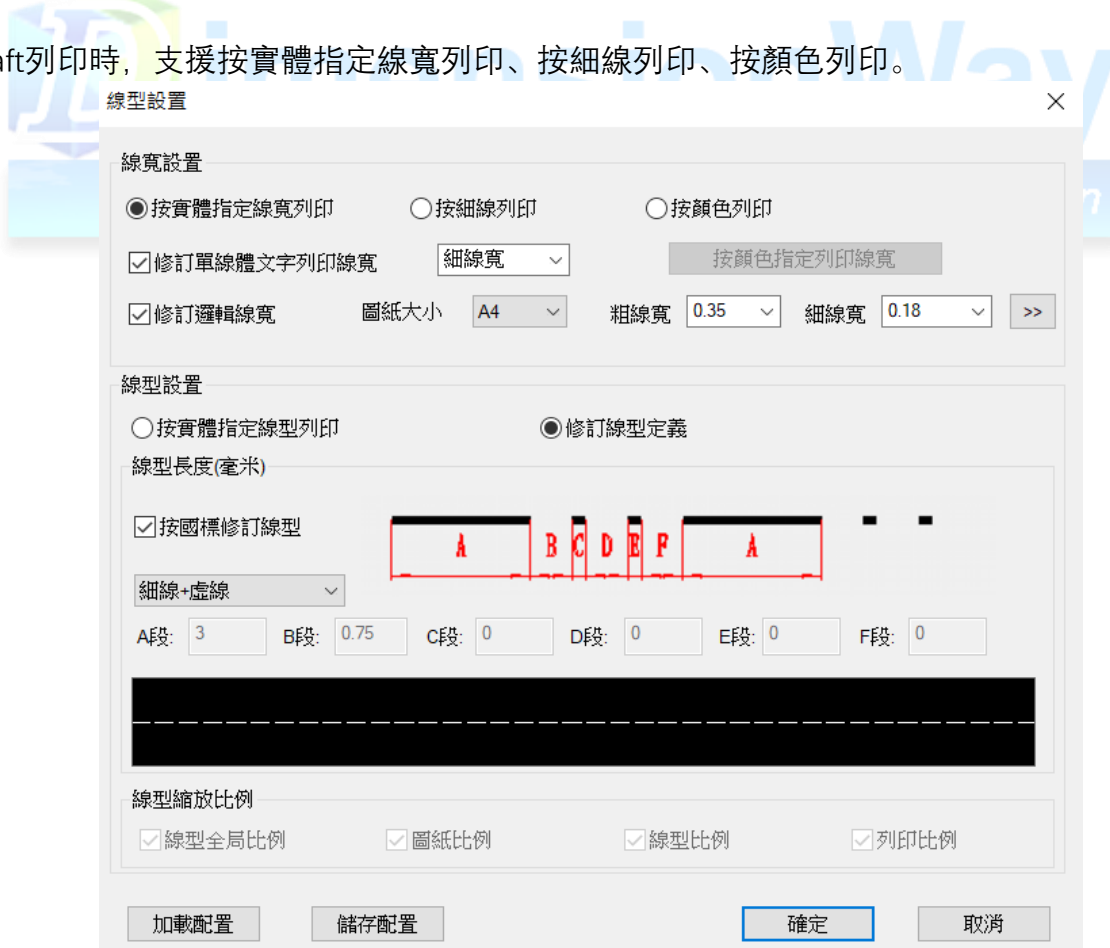 aft列印時，支援按實體指定線寬列印、按細線列印、按顏色列印。
線型設置
線寬設置
按實體指定線寬列印 按細線列印 按顏色列印
修訂單線體文字列印線寬 細線寬 按顏色指定列印線寬
修訂邏輯線寬 圖紙大小 A4 粗線寬 0.35 細線寬 0.18 >>
線型設置
按實體指定線型列印 修訂線型定義
線型長度(毫米)
按國標修訂線型
A B C D E F A
細線+虛線
A段: 3 B段: 0.75 C段: 0 D段: 0 E段: 0 F段: 0
線型縮放比例
線型全局比例 圖紙比例 線型比例 列印比例
加載配置 儲存配置 確定 取消